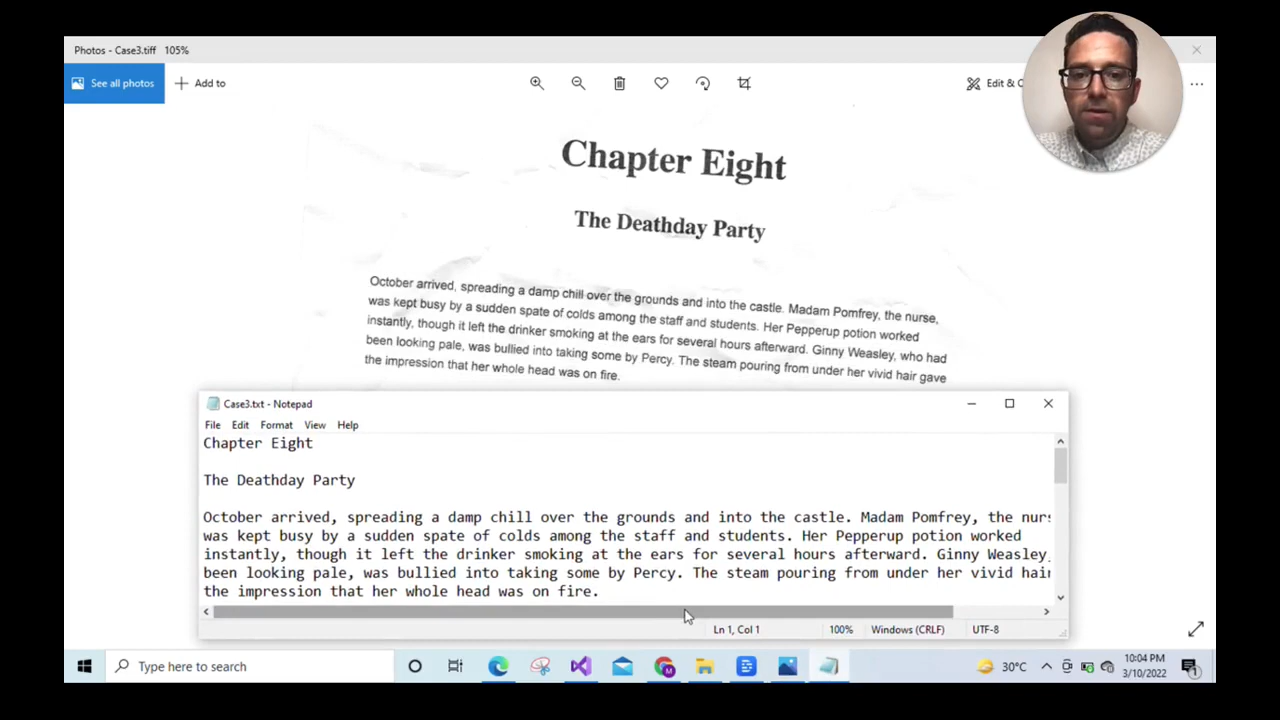 Photos - Case3.tiff 105%
See all photos
Add to
Edit & C
Chapter Eight
The Deathday Party
October arrived, spreading a damp chill over the grounds and into the castle. Madam Pomfrey, the nurse,
was kept busy by a sudden spate of colds among the staff and students. Her Pepperup potion worked
instantly, though it left the drinker smoking at the ears for several hours afterward. Ginny Weasley, who had
been looking pale, was bullied into taking some by Percy. The steam pouring from under her vivid hair gave
the impression that her whole head was on fire.
Case3.txt - Notepad
File Edit Format View Help
Chapter Eight
The Deathday Party
October arrived, spreading a damp chill over the grounds and into the castle. Madam Pomfrey, the nurs
was kept busy by a sudden spate of colds among the staff and students. Her Pepperup potion worked
instantly, though it left the drinker smoking at the ears for several hours afterward. Ginny Weasley,
been looking pale, was bullied into taking some by Percy. The steam pouring from under her vivid hair
the impression that her whole head was on fire.
Ln 1, Col 1 100% Windows (CRLF) UTF-8
Type here to search
30°C
10:04 PM
3/10/2022
1